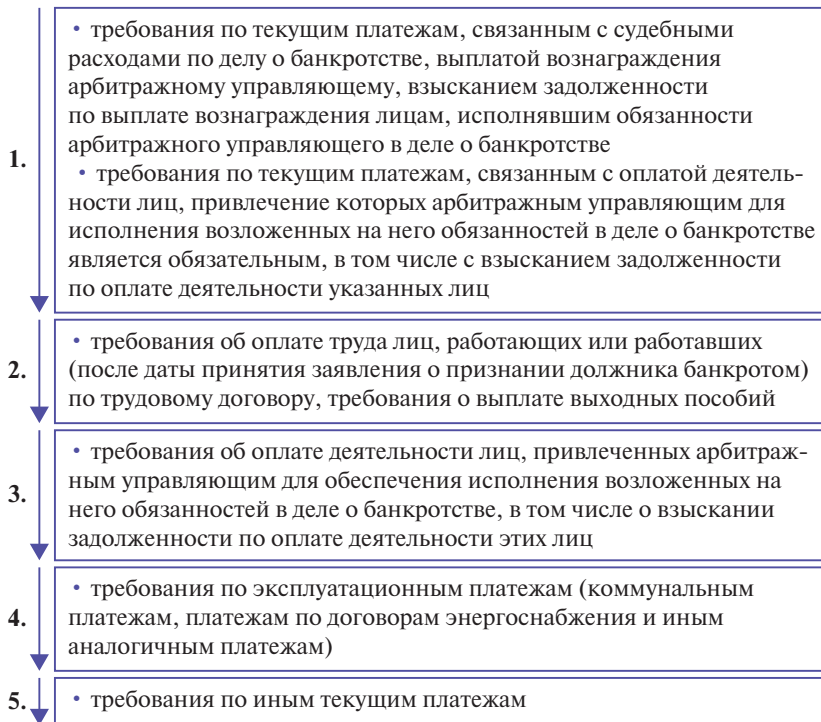 • требования по текущим платежам, связанным с судебными
расходами по делу о банкротстве, выплатой вознаграждения
арбитражному управляющему, взысканием задолженности
по выплате вознаграждения лицам, исполнявшим обязанности
арбитражного управляющего в деле о банкротстве
1.
• требования по текущим платежам, связанным с оплатой деятель-
ности лиц, привлечение которых арбитражным управляющим для
исполнения возложенных на него обязанностей в деле о банкротстве
является обязательным, в том числе с взысканием задолженности
по оплате деятельности указанных лиц
• требования об оплате труда лиц, работающих или работавших
2. (после даты принятия заявления о признании должника банкротом)
по трудовому договору, требования о выплате выходных пособий
• требования об оплате деятельности лиц, привлеченных арбитраж-
ным управляющим для обеспечения исполнения возложенных на
3.
него обязанностей в деле о банкротстве, в том числе о взыскании
задолженности по оплате деятельности этих лиц
• требования по эксплуатационным платежам (коммунальным
4. платежам, платежам по договорам энергоснабжения и иным
аналогичным платежам)
5. • требования по иным текущим платежам